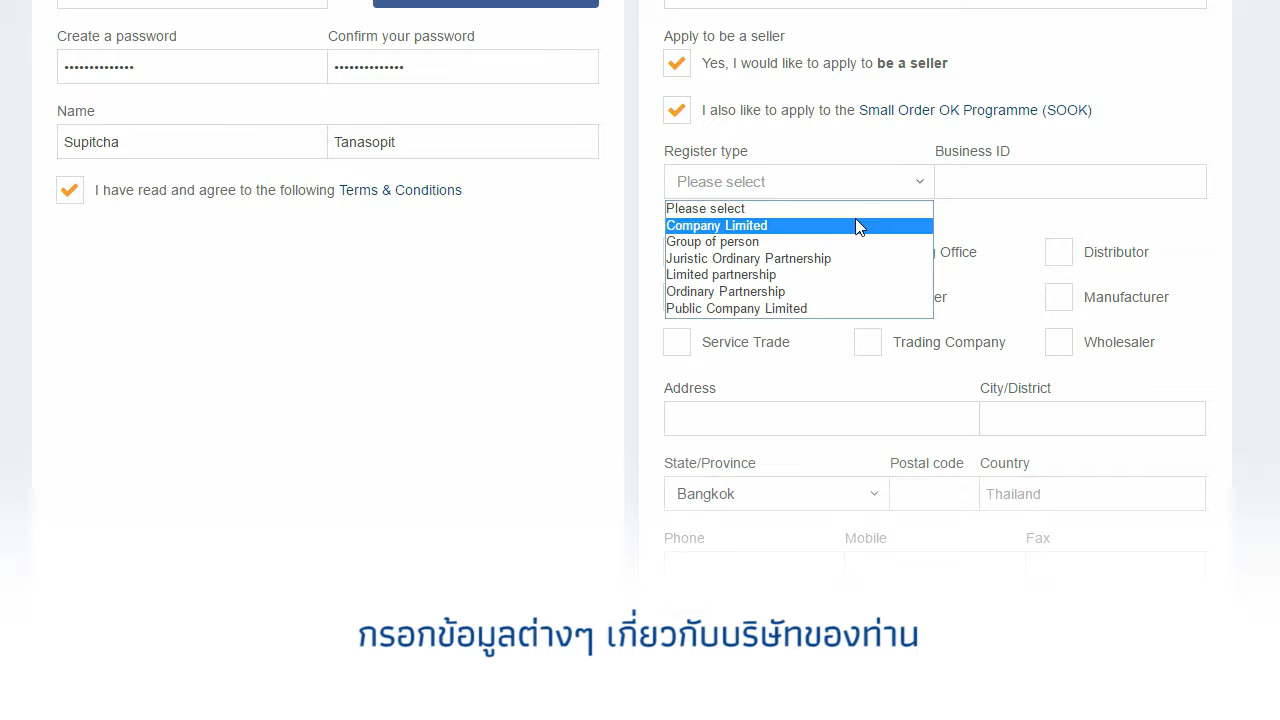 Create a password
Confirm your password
••••••••••••••
••••••••••••••
Name
Supitcha
Tanasopit
I have read and agree to the following Terms & Conditions
Apply to be a seller
Yes, I would like to apply to be a seller
I also like to apply to the Small Order OK Programme (SOOK)
Register type
Business ID
Please select
Please select
Company Limited
Group of person
Juristic Ordinary Partnership
Limited partnership
Ordinary Partnership
Public Company Limited
Office
Distributor
Manufacturer
Service Trade
Trading Company
Wholesaler
Address
City/District
State/Province
Postal code
Country
Bangkok
Thailand
Phone
Mobile
Fax
กรอกข้อมูลต่างๆ เกี่ยวกับบริษัทของท่าน